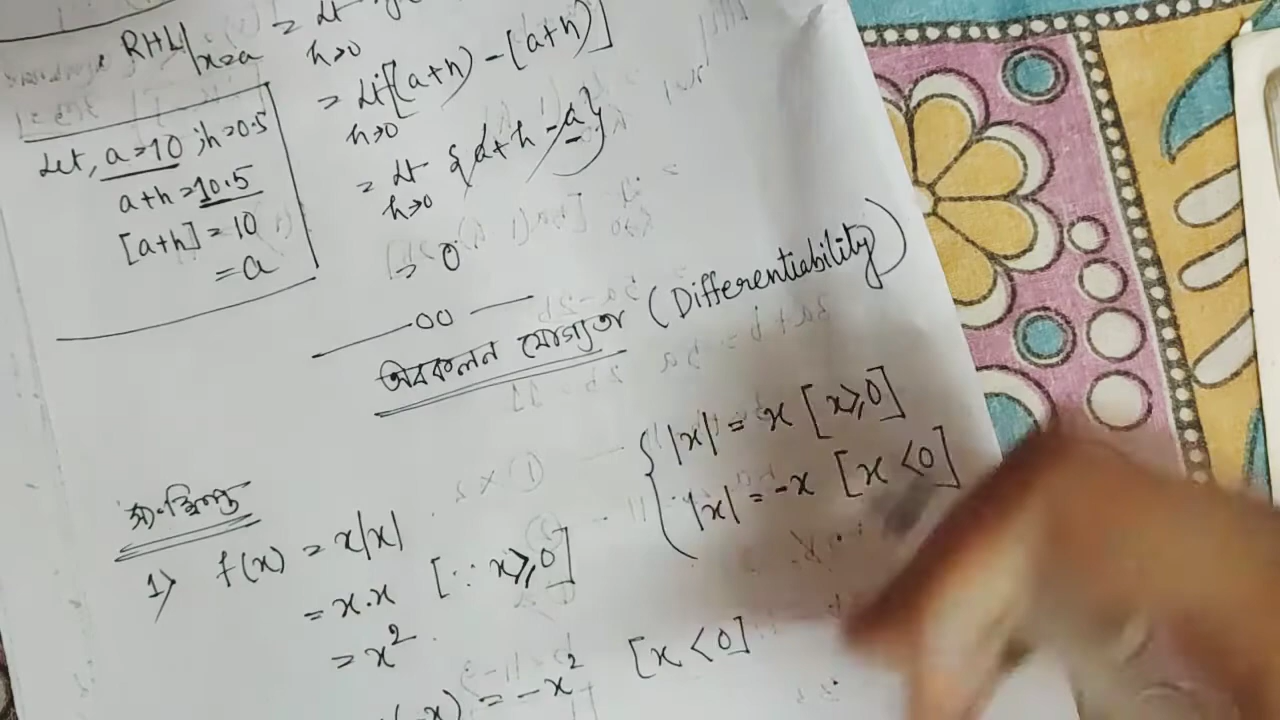 RHL|x=a = Lt
h→0
= Lt [(a+h) - [a+h]]
h→0
= Lt {a+h-a}
h→0
= 0
Let, a=10; h=0.5
a+h = 10.5
[a+h] = 10
= a
00
অবকলন যোগ্যতা (Differentiability)
সংক্ষিপ্ত
{ |x| = x [x≥0]
|x| = -x [x<0]
1) f(x) = x|x|
= x.x [∵ x≥0]
= x²
(-x) = -x² [x<0]